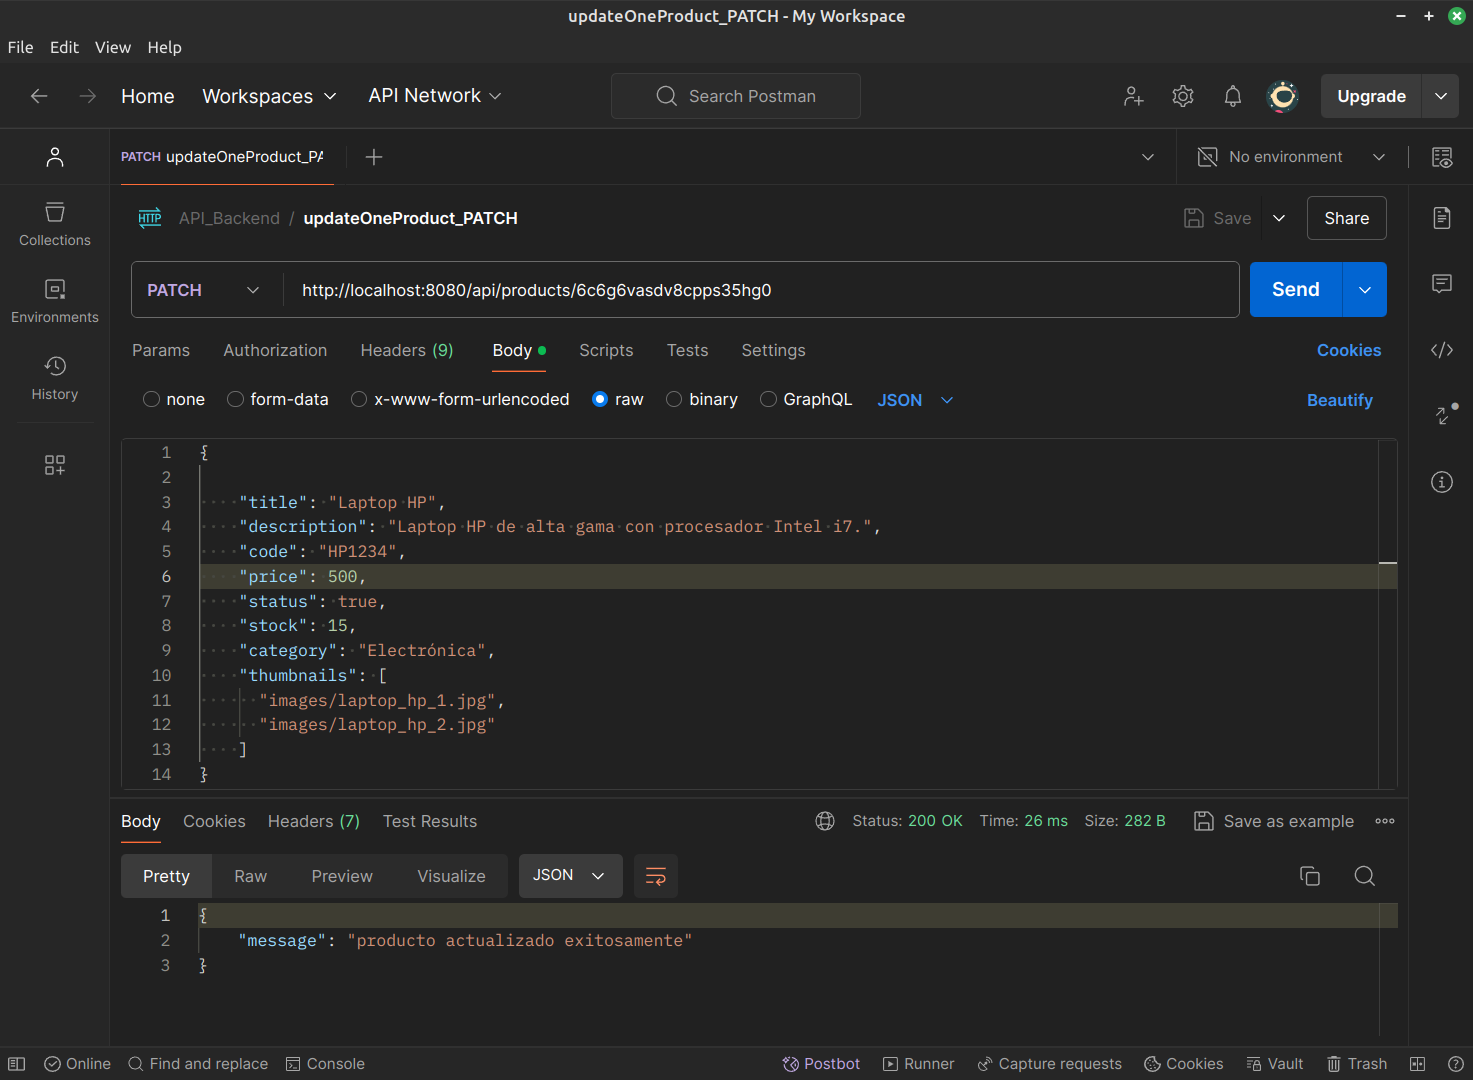 updateOneProduct_PATCH - My Workspace
File Edit View Help
Home Workspaces API Network Search Postman Upgrade
PATCH updateOneProduct_PA No environment
HTTP API_Backend / updateOneProduct_PATCH Save Share
Collections
Environments
History
PATCH http://localhost:8080/api/products/6c6g6vasdv8cpps35hg0 Send
Params Authorization Headers (9) Body Scripts Tests Settings Cookies
none form-data x-www-form-urlencoded raw binary GraphQL JSON Beautify
1 {
2
3 "title": "Laptop HP",
4 "description": "Laptop HP de alta gama con procesador Intel i7.",
5 "code": "HP1234",
6 "price": 500,
7 "status": true,
8 "stock": 15,
9 "category": "Electrónica",
10 "thumbnails": [
11 "images/laptop_hp_1.jpg",
12 "images/laptop_hp_2.jpg"
13 ]
14 }
Body Cookies Headers (7) Test Results Status: 200 OK Time: 26 ms Size: 282 B Save as example
Pretty Raw Preview Visualize JSON
1 {
2 "message": "producto actualizado exitosamente"
3 }
Online Find and replace Console Postbot Runner Capture requests Cookies Vault Trash